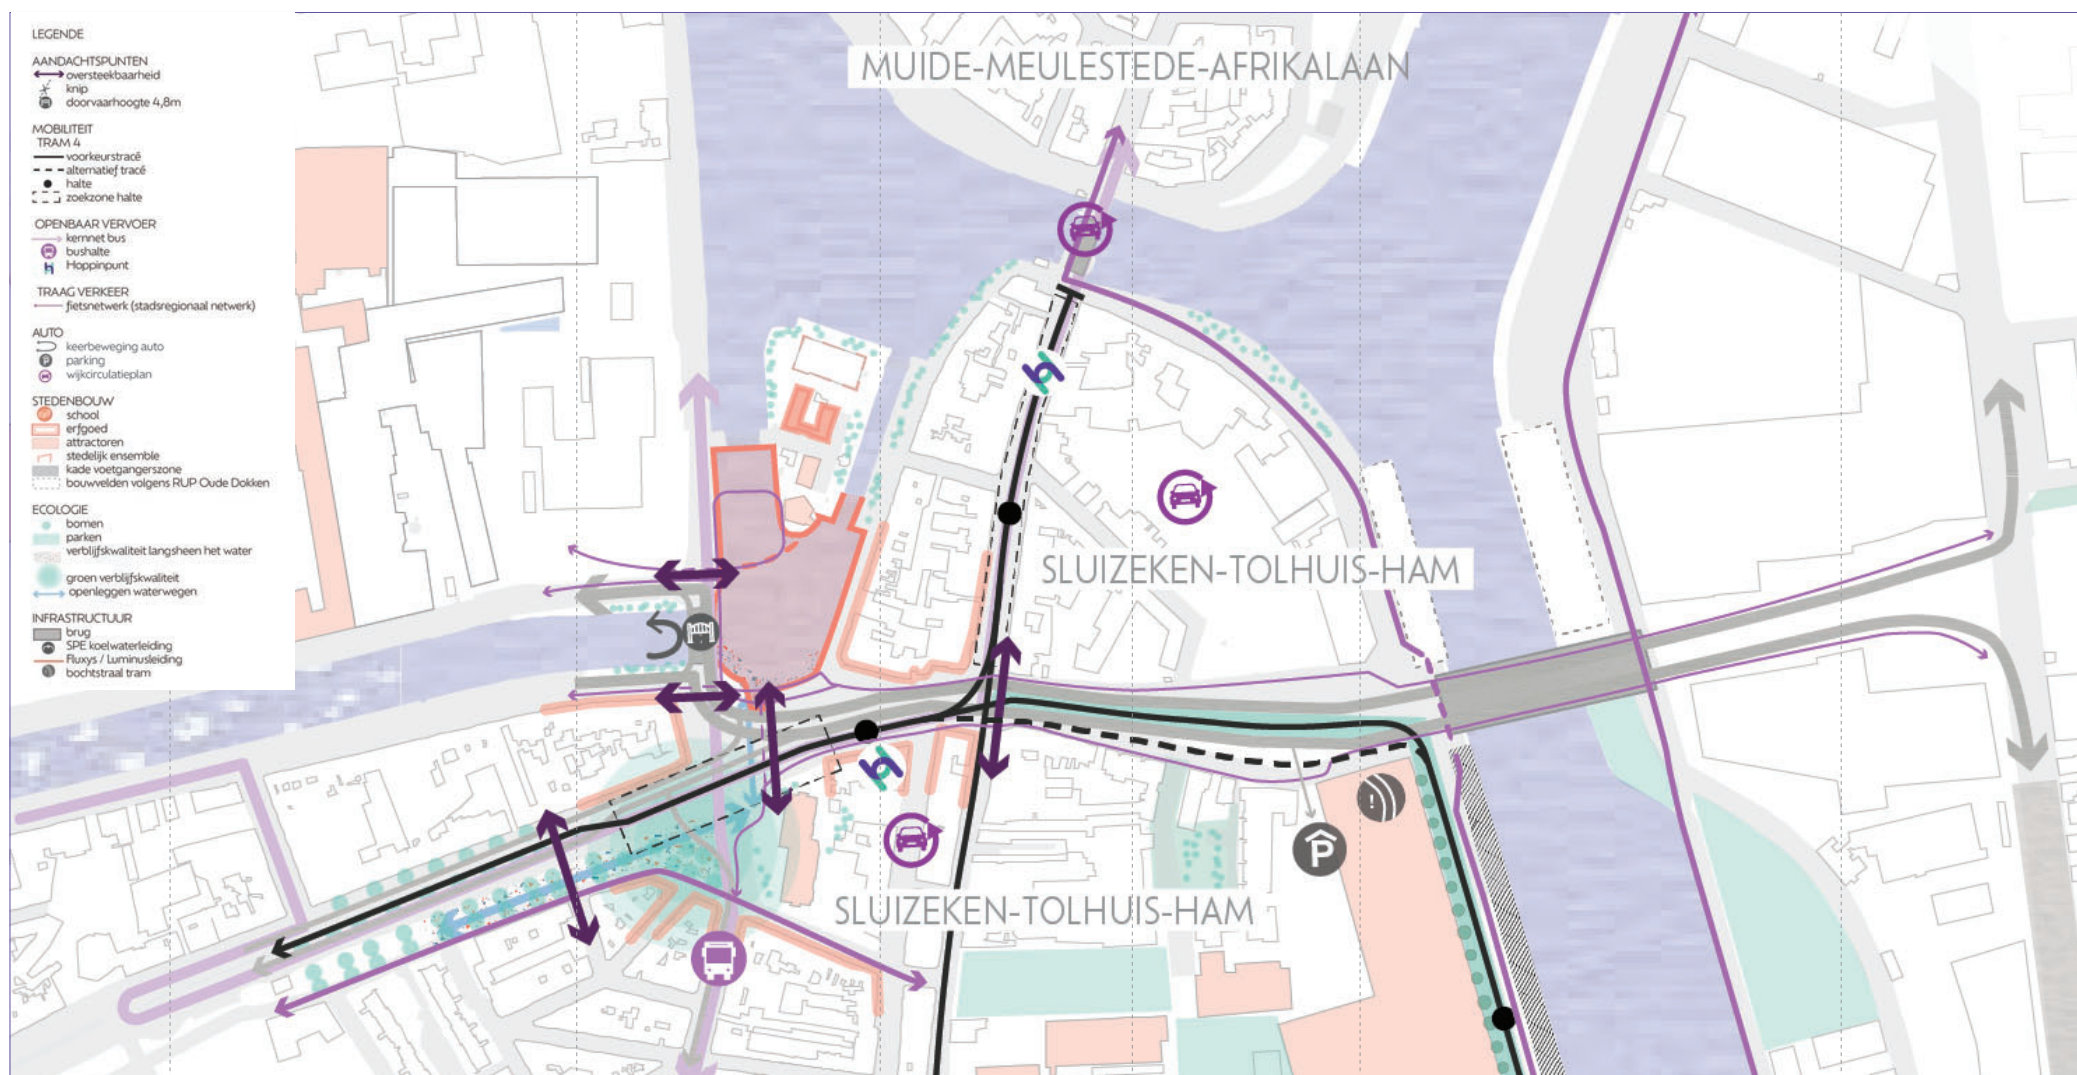 LEGENDE
AANDACHTSPUNTEN
oversteekbaarheid
knip
doorvaarhoogte 4,8m
MOBILITEIT
TRAM 4
voorkeurstracé
alternatief tracé
halte
zoekzone halte
OPENBAAR VERVOER
kernnet bus
bushalte
Hoppinpunt
TRAAG VERKEER
fietsnetwerk (stadsregionaal netwerk)
AUTO
keerbeweging auto
parking
wijkcirculatieplan
STEDENBOUW
school
erfgoed
attractoren
stedelijk ensemble
kade voetgangerszone
bouwvelden volgens RUP Oude Dokken
ECOLOGIE
bomen
parken
verblijfskwaliteit langsheen het water
groen verblijfskwaliteit
openleggen waterwegen
INFRASTRUCTUUR
brug
SPE koelwaterleiding
Fluxys / Luminusleiding
bochtstraal tram
MUIDE-MEULESTEDE-AFRIKALAAN
SLUIZEKEN-TOLHUIS-HAM
P
SLUIZEKEN-TOLHUIS-HAM